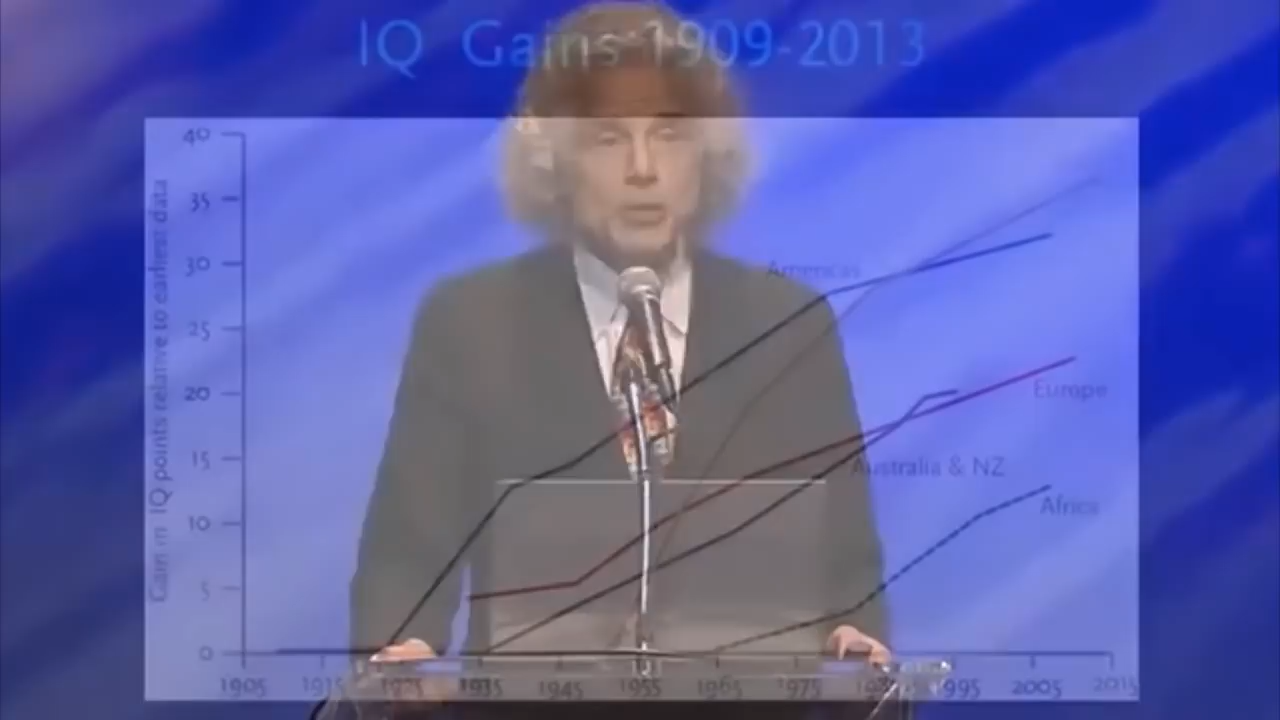 IQ Gains 1909-2013
Gain in IQ points relative to earliest data
40
35
30
25
20
15
10
5
0
Americas
Europe
Australia & NZ
Africa
1905 1915 1925 1935 1945 1955 1965 1975 1995 2005 2015